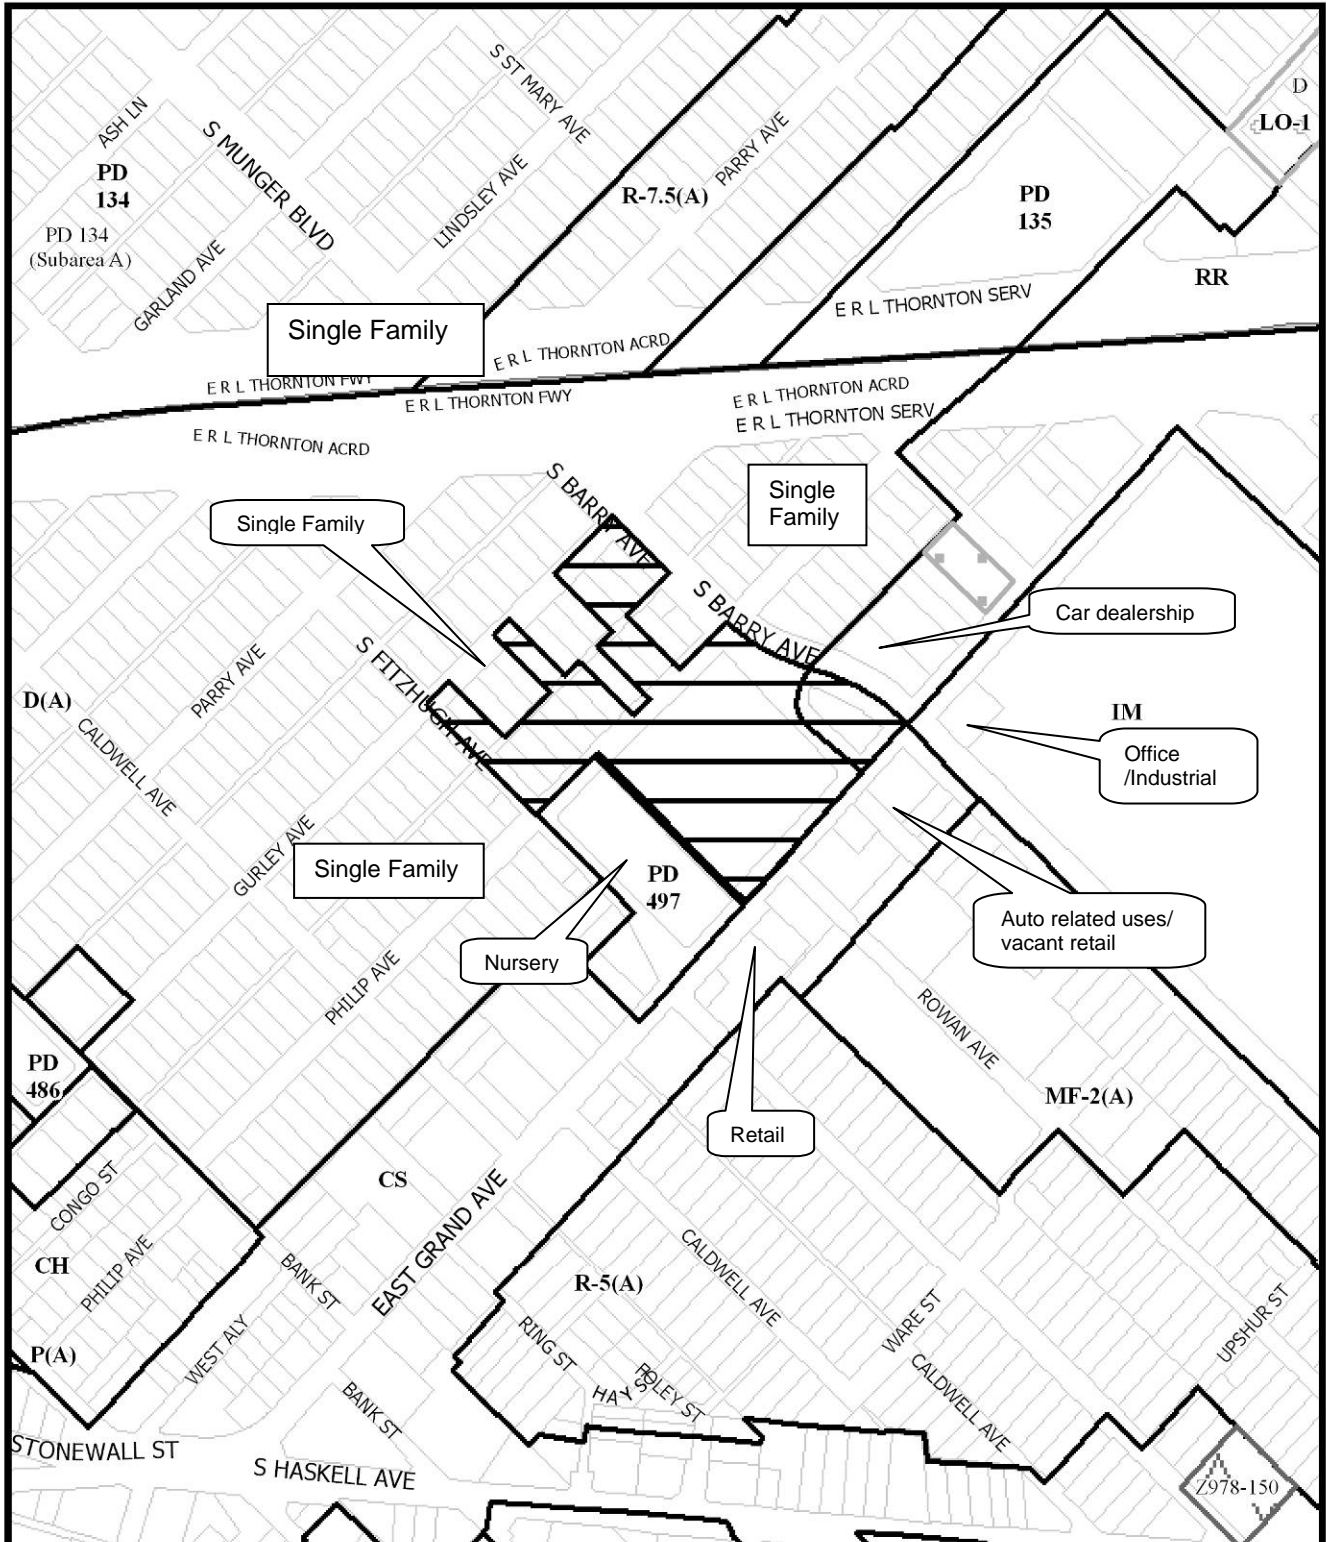 S ST MARY AVE
D
ASH LN
S MUNGER BLVD
LO-1
PARRY AVE
PD
134
LINDSLEY AVE
R-7.5(A)
PD
135
PD 134
(Subarea A)
GARLAND AVE
RR
E R L THORNTON SERV
Single Family
E R L THORNTON ACRD
E R L THORNTON FWY
E R L THORNTON FWY
E R L THORNTON ACRD
E R L THORNTON SERV
E R L THORNTON ACRD
S BARRY AVE
Single
Family
Single Family
S BARRY AVE
Car dealership
S FITZHUGH AVE
PARRY AVE
D(A)
CALDWELL AVE
IM
Office
/Industrial
GURLEY AVE
Single Family
PD
497
Auto related uses/
vacant retail
Nursery
PHILIP AVE
ROWAN AVE
PD
486
MF-2(A)
Retail
CONGO ST
CS
EAST GRAND AVE
CH
PHILIP AVE
BANK ST
R-5(A)
CALDWELL AVE
WARE ST
UPSHUR ST
P(A)
WEST ALY
RING ST
HAY ST
FOLEY ST
CALDWELL AVE
BANK ST
STONEWALL ST
S HASKELL AVE
Z978-150